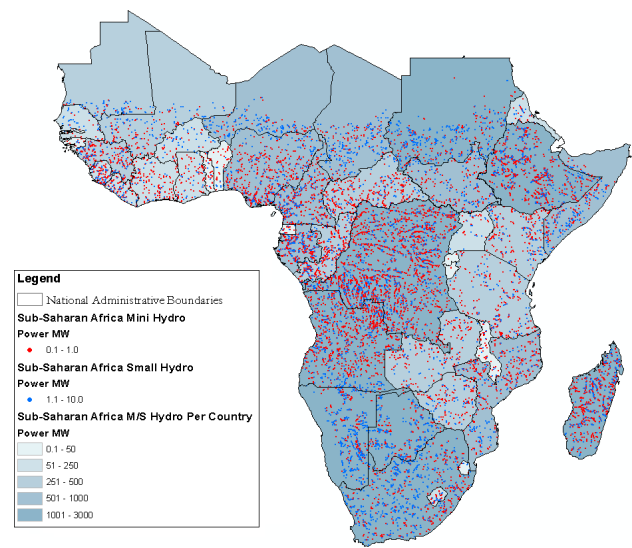 Legend
National Administrative Boundaries
Sub-Saharan Africa Mini Hydro
Power MW
0.1 - 1.0
Sub-Saharan Africa Small Hydro
Power MW
1.1 - 10.0
Sub-Saharan Africa M/S Hydro Per Country
Power MW
0.1 - 50
51 - 250
251 - 500
501 - 1000
1001 - 3000